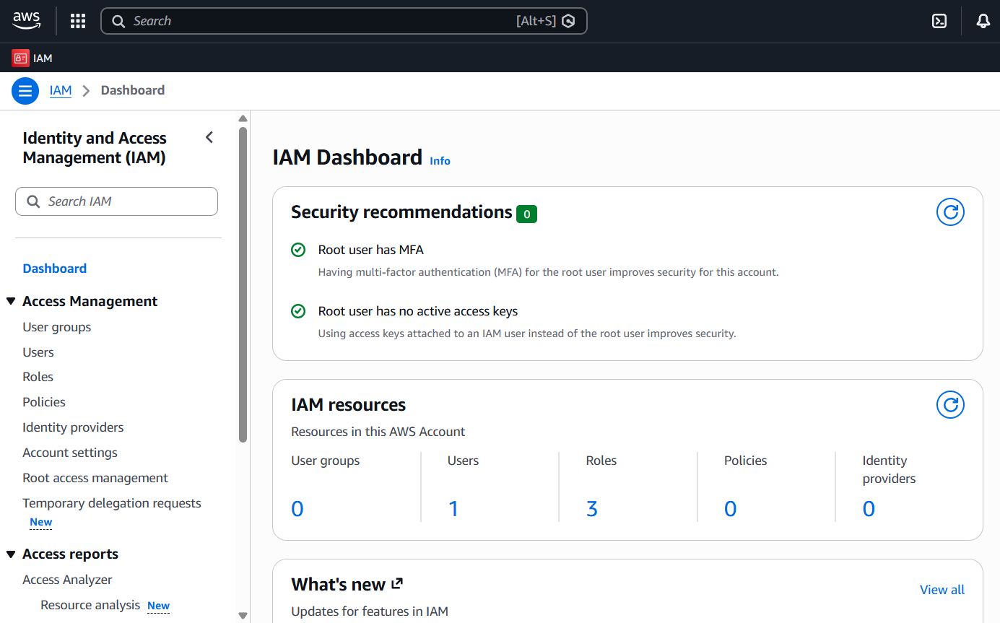 aws
Search
[Alt+S]
IAM
IAM
Dashboard
Identity and Access
Management (IAM)
Search IAM
Dashboard
Access Management
User groups
Users
Roles
Policies
Identity providers
Account settings
Root access management
Temporary delegation requests
New
Access reports
Access Analyzer
Resource analysis New
IAM Dashboard Info
Security recommendations 0
Root user has MFA
Having multi-factor authentication (MFA) for the root user improves security for this account.
Root user has no active access keys
Using access keys attached to an IAM user instead of the root user improves security.
IAM resources
Resources in this AWS Account
User groups
0
Users
1
Roles
3
Policies
0
Identity
providers
0
What's new
View all
Updates for features in IAM